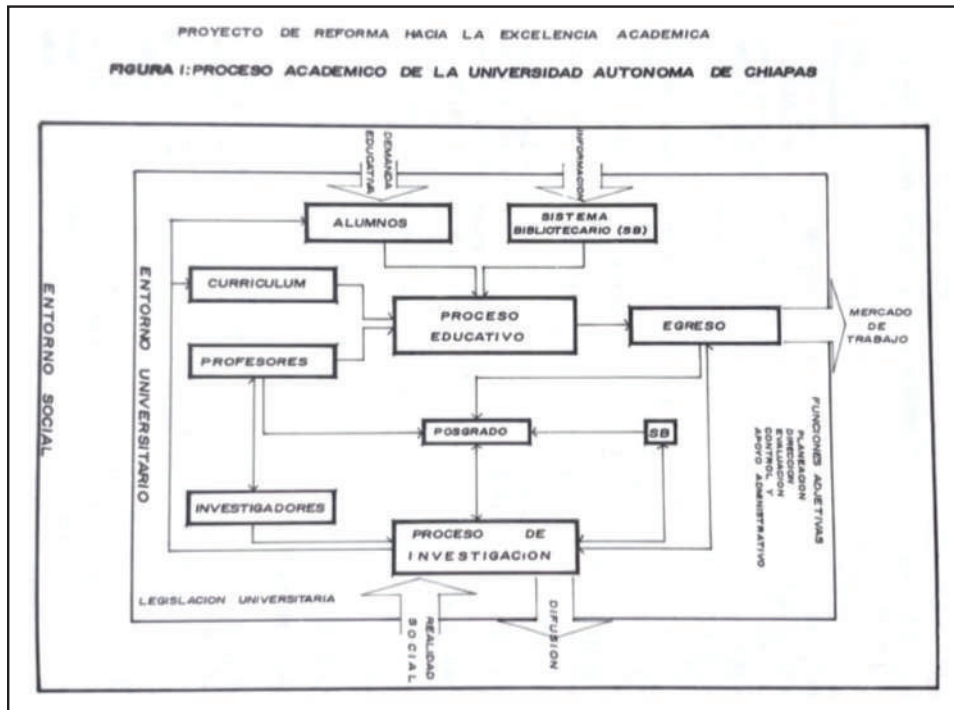 PROYECTO DE REFORMA HACIA LA EXCELENCIA ACADEMICA
FIGURA I: PROCESO ACADEMICO DE LA UNIVERSIDAD AUTONOMA DE CHIAPAS
DEMANDA
EDUCATIVA
INFORMACION
ALUMNOS
SISTEMA
BIBLIOTECARIO (SB)
ENTORNO SOCIAL
ENTORNO UNIVERSITARIO
CURRICULUM
PROCESO
EDUCATIVO
EGRESO
MERCADO
DE
TRABAJO
PROFESORES
POSGRADO
SB
FUNCIONES ADJETIVAS
PLANEACION
DIRECCION
EVALUACION
CONTROL Y
APOYO ADMINISTRATIVO
INVESTIGADORES
PROCESO DE
INVESTIGACION
LEGISLACION UNIVERSITARIA
REALIDAD
SOCIAL
DIFUSION